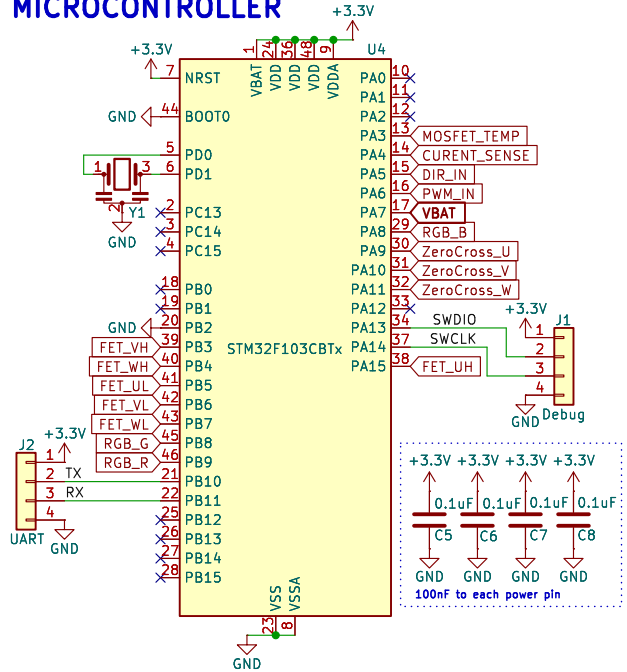 MICROCONTROLLER
+3.3V
+3.3V
1 24 36 48 9
U4
VBAT VDD VDD VDD VDDA
7 NRST
PA0 10
PA1 11
44 BOOT0
GND
PA2 12
PA3 13 MOSFET_TEMP
5 PD0
PA4 14 CURENT_SENSE
1 3
6 PD1
PA5 15 DIR_IN
PA6 16 PWM_IN
2 Y1
2 PC13
PA7 17 VBAT
3 PC14
PA8 29 RGB_B
GND
4 PC15
PA9 30 ZeroCross_U
PA10 31 ZeroCross_V
18 PB0
PA11 32 ZeroCross_W
19 PB1
PA12 33
+3.3V
J1
GND 20 PB2
PA13 34 SWDIO
1
FET_VH 39 PB3
STM32F103CBTx
PA14 37 SWCLK
2
FET_WH 40 PB4
PA15 38 FET_UH
3
FET_UL 41 PB5
4
FET_VL 42 PB6
GND
Debug
FET_WL 43 PB7
J2
+3.3V
RGB_G 45 PB8
RGB_R 46 PB9
1
2 TX 21 PB10
3 RX 22 PB11
4
25 PB12
UART
GND
26 PB13
27 PB14
28 PB15
+3.3V +3.3V +3.3V +3.3V
0.1uF 0.1uF 0.1uF 0.1uF
C5 C6 C7 C8
GND GND GND GND
100nF to each power pin
VSS VSSA
23 8
GND